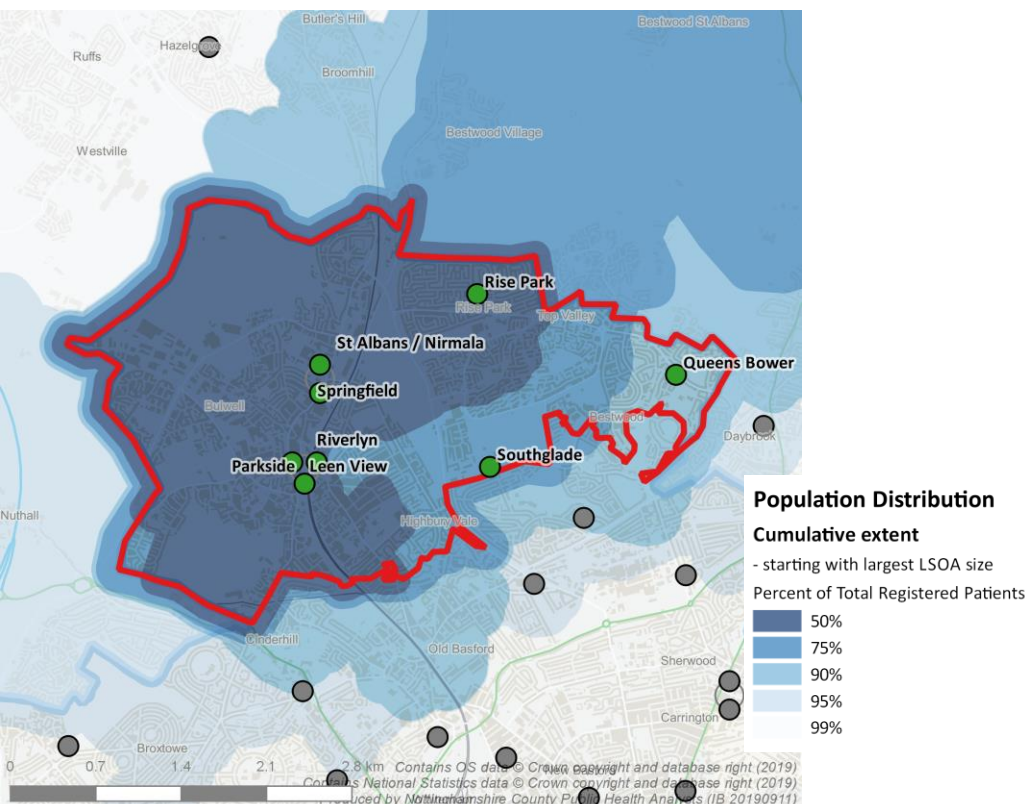 Butler's Hill
Bestwood St Albans
Hazelgrove
Ruffs
Broomhill
Bestwood Village
Westville
Rise Park
Rise Park
Top Valley
St Albans / Nirmala
Queens Bower
Springfield
Bulwell
Bestwood
Daybrook
Riverlyn
Southglade
Parkside
Leen View
Nuthall
Highbury Vale
Population Distribution
Cumulative extent
- starting with largest LSOA size
Percent of Total Registered Patients
50%
75%
90%
95%
99%
Cinderhill
Old Basford
Sherwood
Carrington
Broxtowe
0 0.7 1.4 2.1 2.8 km
Contains OS data © Crown copyright and database right (2019)
New Basford
Contains National Statistics data © Crown copyright and database right (2019)
Produced by Nottinghamshire County Public Health Analysts (IB 20190911)